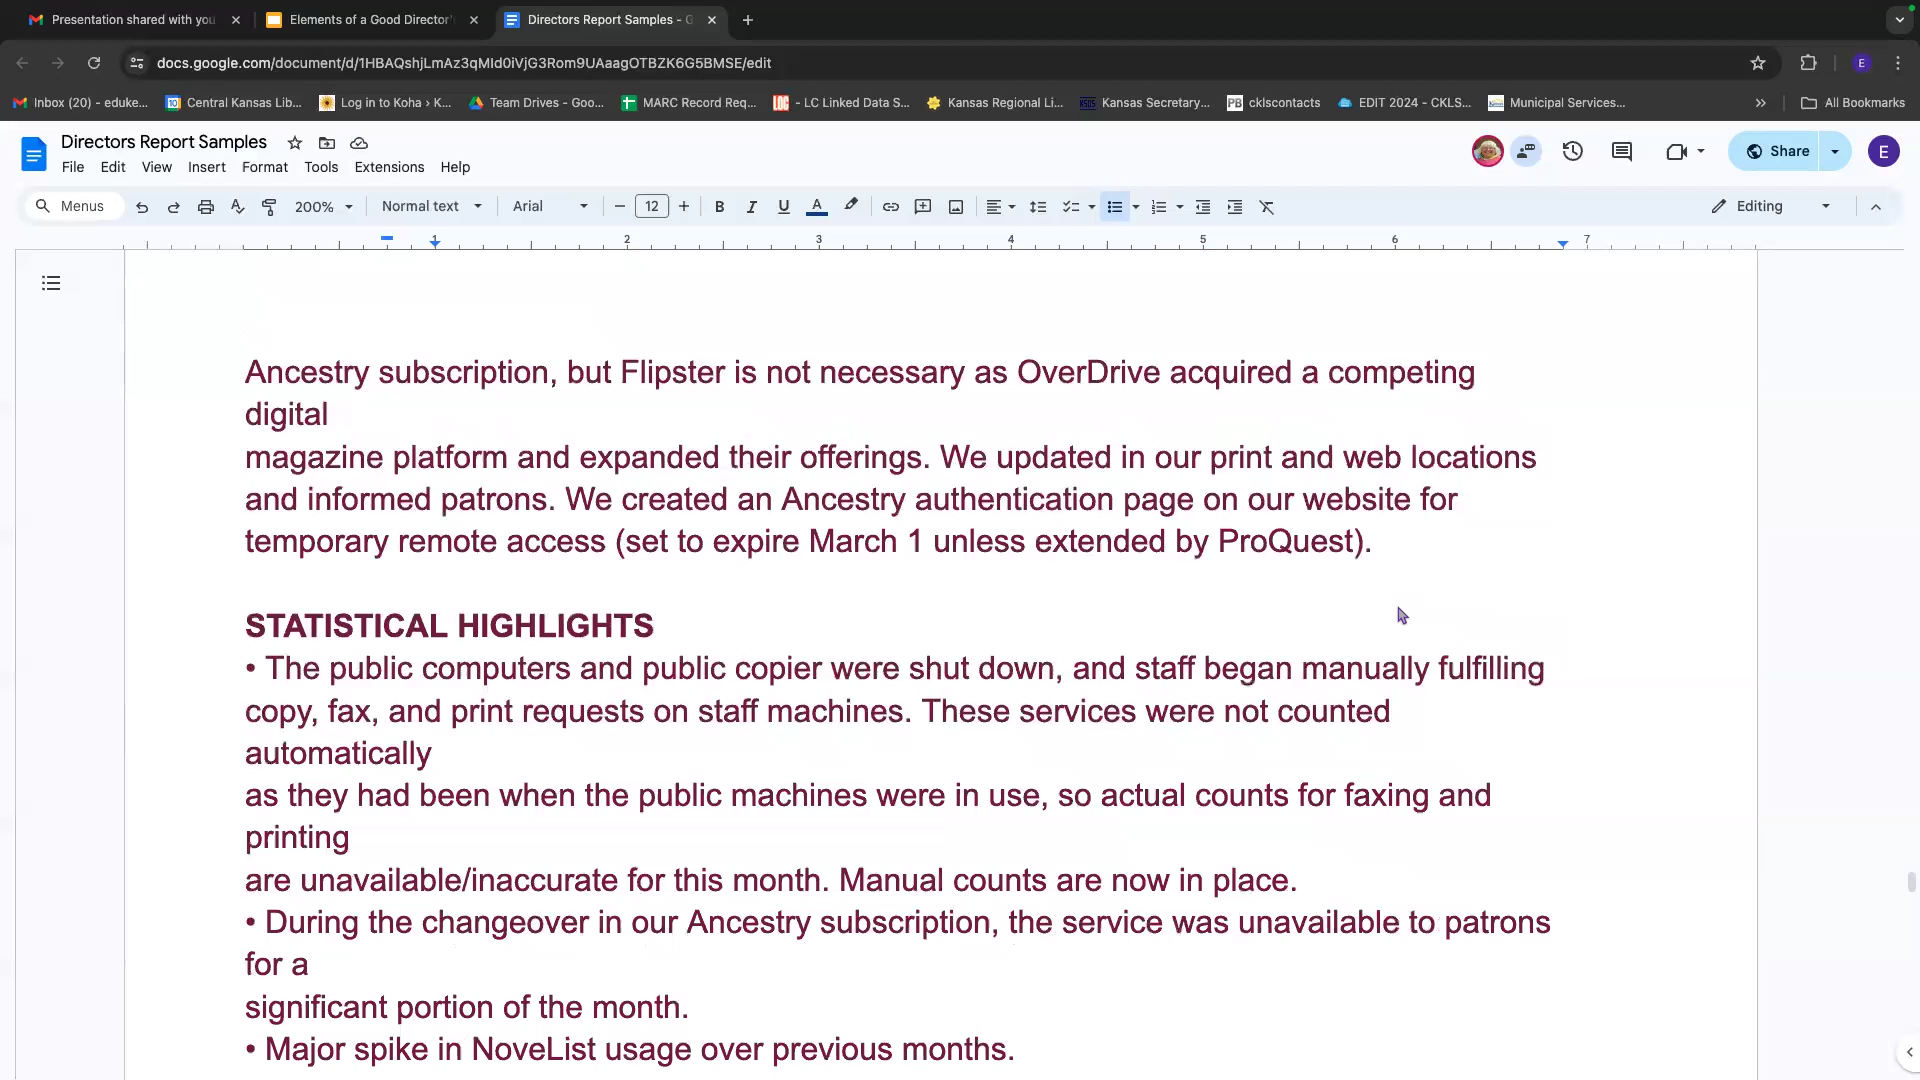 Presentation shared with you
Elements of a Good Director'
Directors Report Samples - G
docs.google.com/document/d/1HBAQshjLmAz3qMId0iVjG3Rom9UAaagOTBZK6G5BMSE/edit
E
Inbox (20) - eduke...
Central Kansas Lib...
Log in to Koha › K...
Team Drives - Goo...
MARC Record Req...
- LC Linked Data S...
Kansas Regional Li...
Kansas Secretary...
cklscontacts
EDIT 2024 - CKLS...
Municipal Services...
»
All Bookmarks
Directors Report Samples
File Edit View Insert Format Tools Extensions Help
Share
E
Menus
200%
Normal text
Arial
12
B I U A
Editing
1 2 3 4 5 6 7
Ancestry subscription, but Flipster is not necessary as OverDrive acquired a competing
digital
magazine platform and expanded their offerings. We updated in our print and web locations
and informed patrons. We created an Ancestry authentication page on our website for
temporary remote access (set to expire March 1 unless extended by ProQuest).
STATISTICAL HIGHLIGHTS
• The public computers and public copier were shut down, and staff began manually fulfilling
copy, fax, and print requests on staff machines. These services were not counted
automatically
as they had been when the public machines were in use, so actual counts for faxing and
printing
are unavailable/inaccurate for this month. Manual counts are now in place.
• During the changeover in our Ancestry subscription, the service was unavailable to patrons
for a
significant portion of the month.
• Major spike in NoveList usage over previous months.